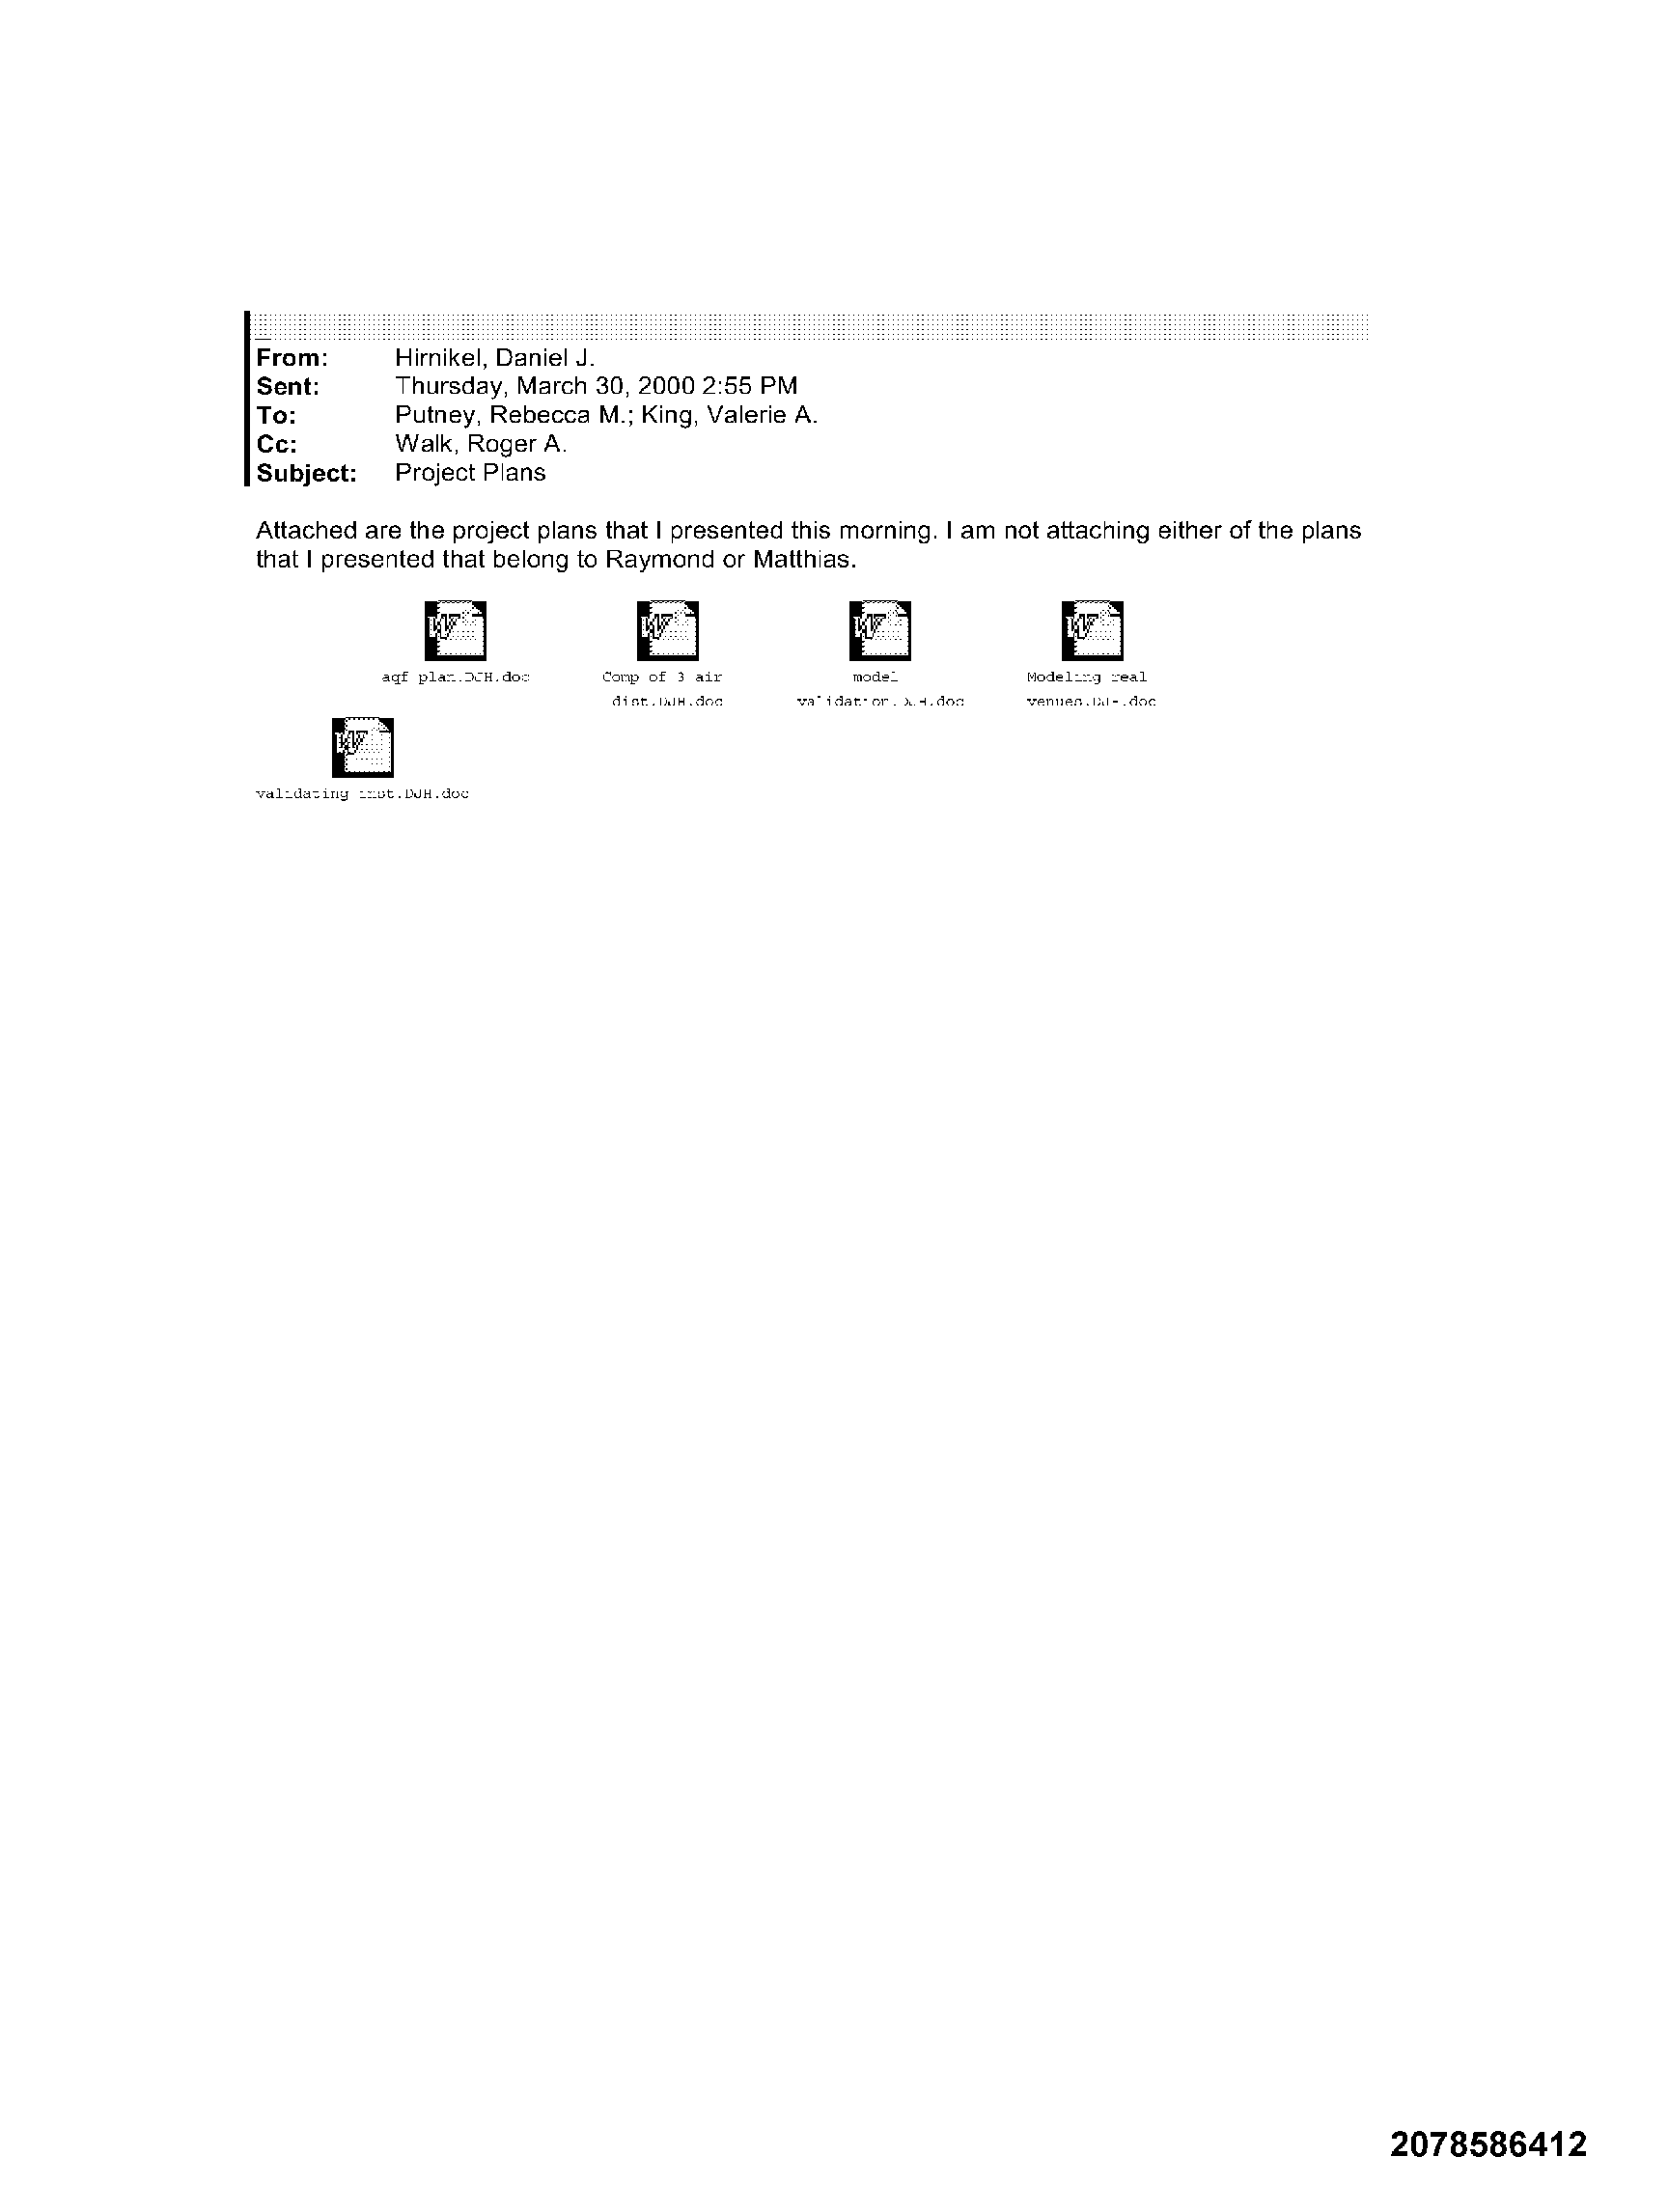 From: Hirnikel, Daniel J.
Sent: Thursday, March 30, 2000 2:55 PM
To: Putney, Rebecca M.; King, Valerie A.
Cc: Walk, Roger A.
Subject: Project Plans
Attached are the project plans that I presented this morning. I am not attaching either of the plans
that I presented that belong to Raymond or Matthias.
aqf plan.DJH.doc Comp of 3 air model Modeling real
dist.DJH.doc validation.DJH.doc venues.DJH.doc
validating inst.DJH.doc
2078586412